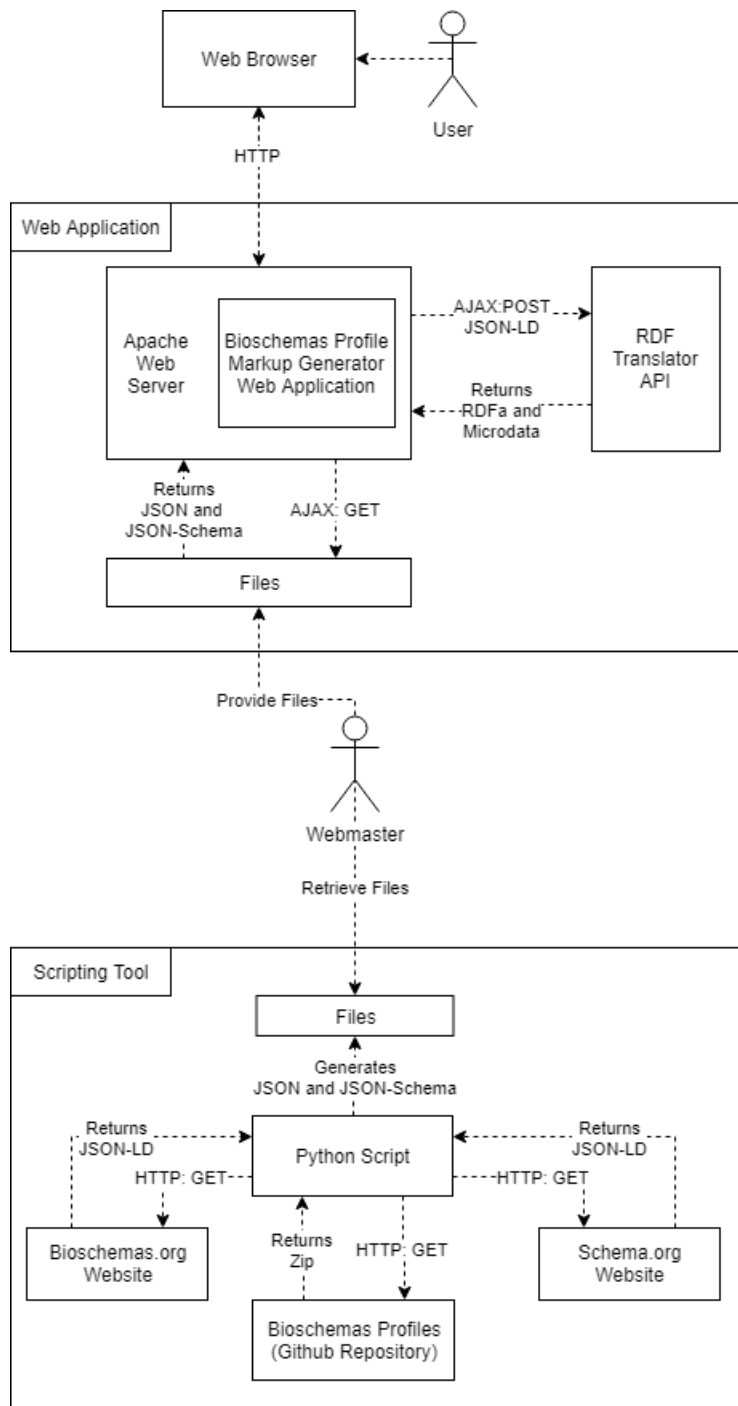 Web Browser
User
HTTP
Web Application
Apache
Web
Server
Bioschemas Profile
Markup Generator
Web Application
AJAX:POST
JSON-LD
RDF
Translator
API
Returns
RDFa and
Microdata
Returns
JSON and
JSON-Schema
AJAX: GET
Files
Provide Files
Webmaster
Retrieve Files
Scripting Tool
Files
Generates
JSON and JSON-Schema
Returns
JSON-LD
Python Script
Returns
JSON-LD
HTTP: GET
HTTP: GET
Bioschemas.org
Website
Returns
Zip
HTTP: GET
Schema.org
Website
Bioschemas Profiles
(Github Repository)